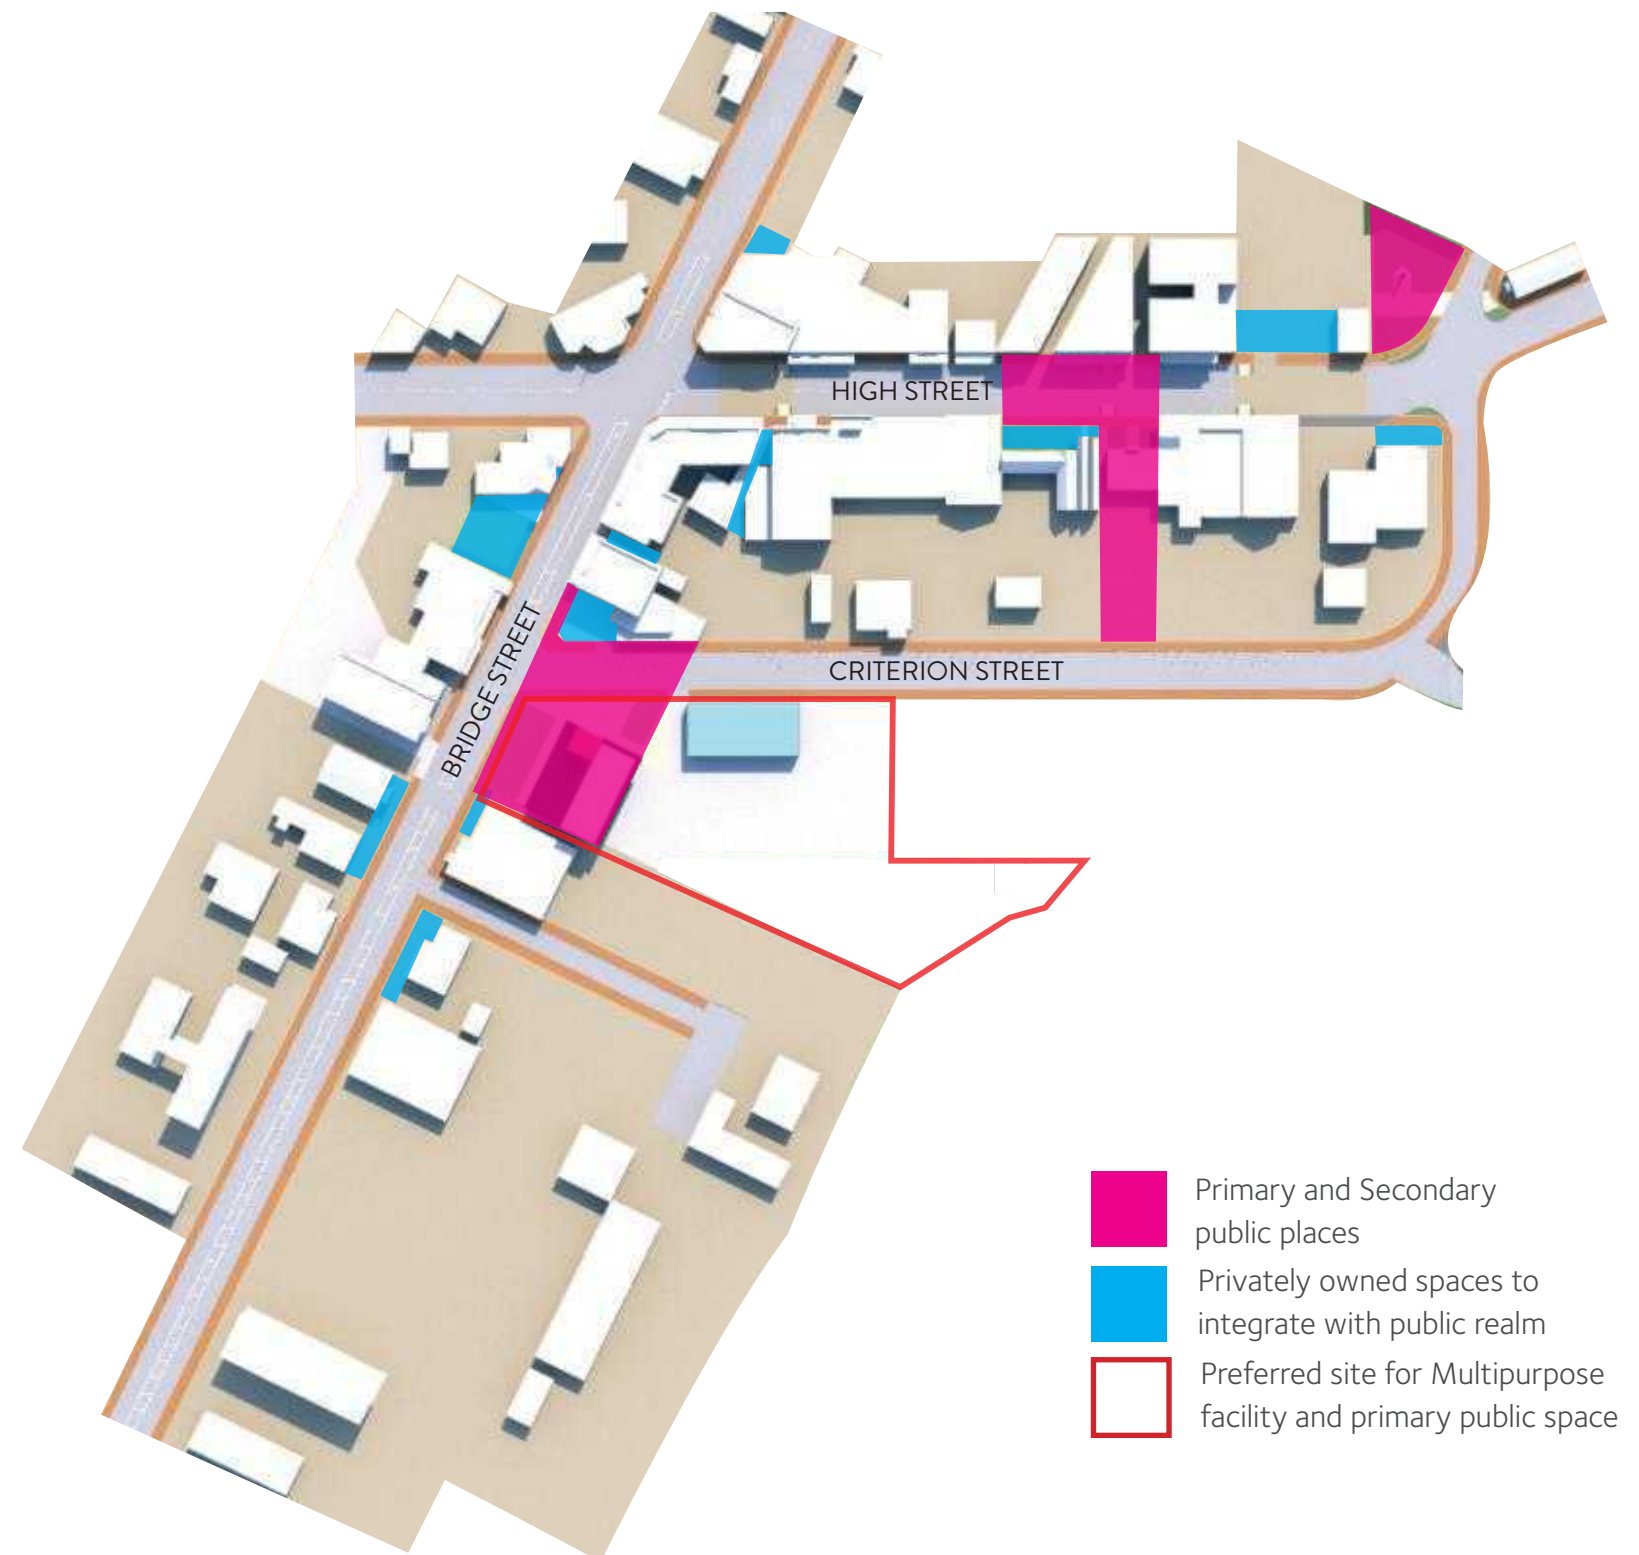 HIGH STREET
BRIDGE STREET
CRITERION STREET
Primary and Secondary
public places
Privately owned spaces to
integrate with public realm
Preferred site for Multipurpose
facility and primary public space